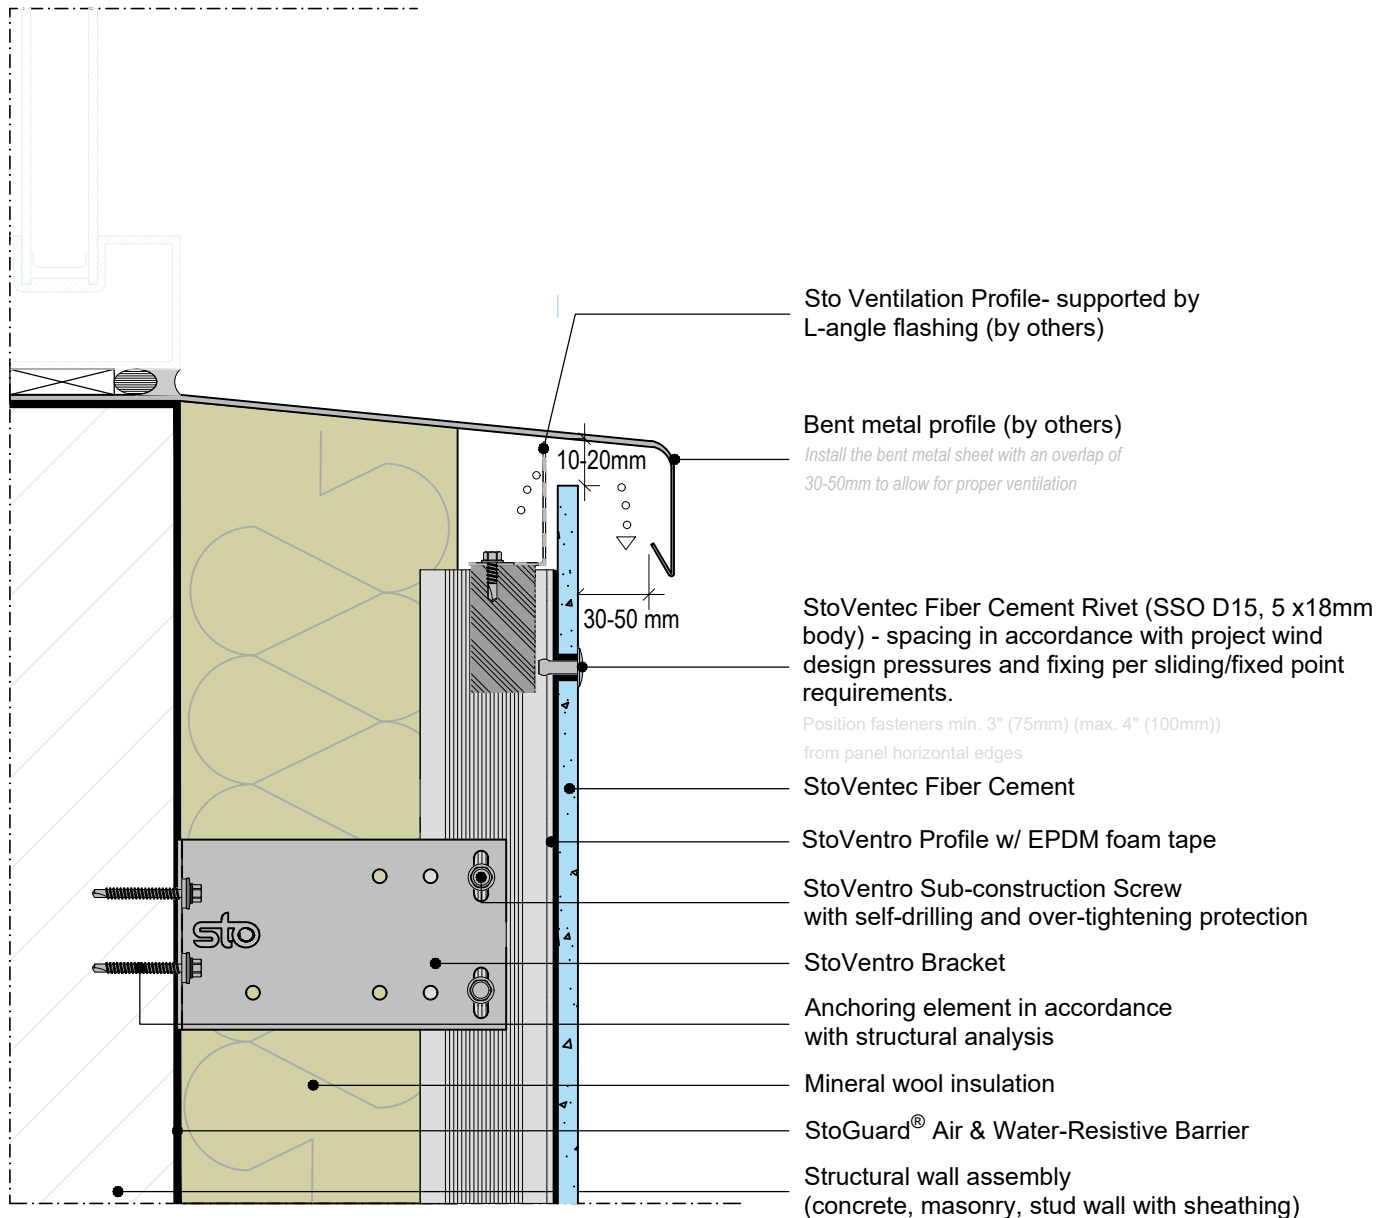 Sto Ventilation Profile- supported by
L-angle flashing (by others)
Bent metal profile (by others)
Install the bent metal sheet with an overlap of
30-50mm to allow for proper ventilation
10-20mm
30-50 mm
StoVentec Fiber Cement Rivet (SSO D15, 5 x18mm
body) - spacing in accordance with project wind
design pressures and fixing per sliding/fixed point
requirements.
Position fasteners min. 3" (75mm) (max. 4" (100mm))
from panel horizontal edges
StoVentec Fiber Cement
StoVentro Profile w/ EPDM foam tape
StoVentro Sub-construction Screw
with self-drilling and over-tightening protection
sto
StoVentro Bracket
Anchoring element in accordance
with structural analysis
Mineral wool insulation
StoGuard® Air & Water-Resistive Barrier
Structural wall assembly
(concrete, masonry, stud wall with sheathing)